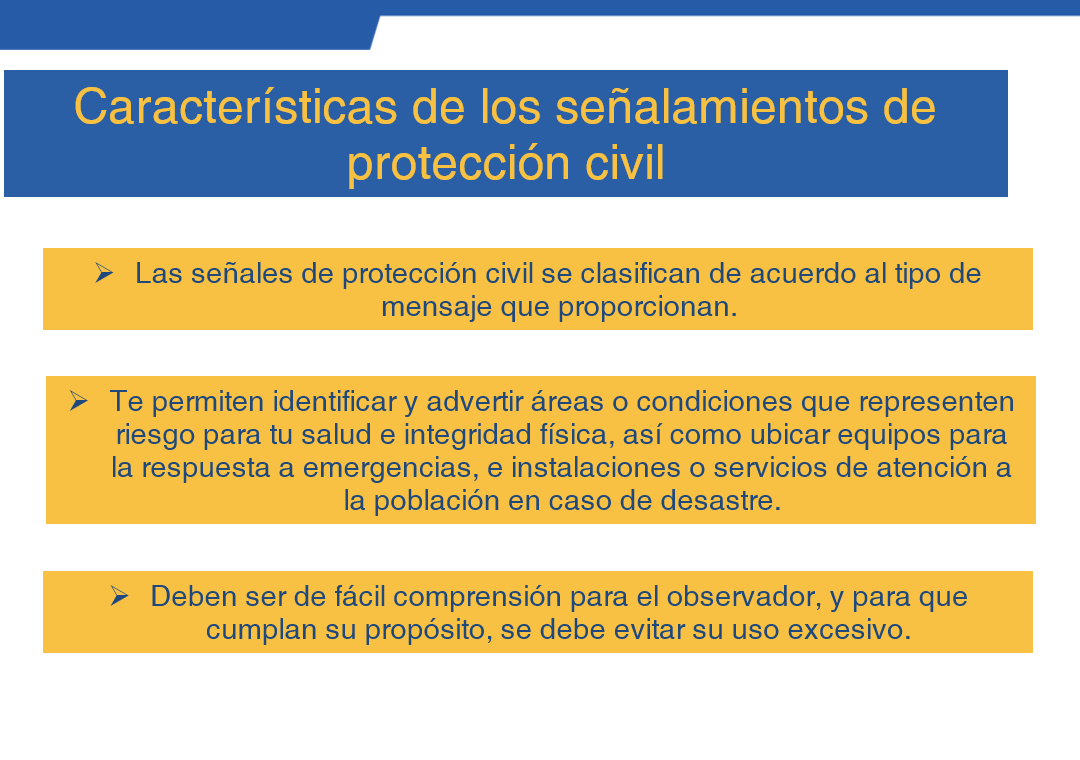 Características de los señalamientos de
protección civil
➢ Las señales de protección civil se clasifican de acuerdo al tipo de
mensaje que proporcionan.
➢ Te permiten identificar y advertir áreas o condiciones que representen
riesgo para tu salud e integridad física, así como ubicar equipos para
la respuesta a emergencias, e instalaciones o servicios de atención a
la población en caso de desastre.
➢ Deben ser de fácil comprensión para el observador, y para que
cumplan su propósito, se debe evitar su uso excesivo.